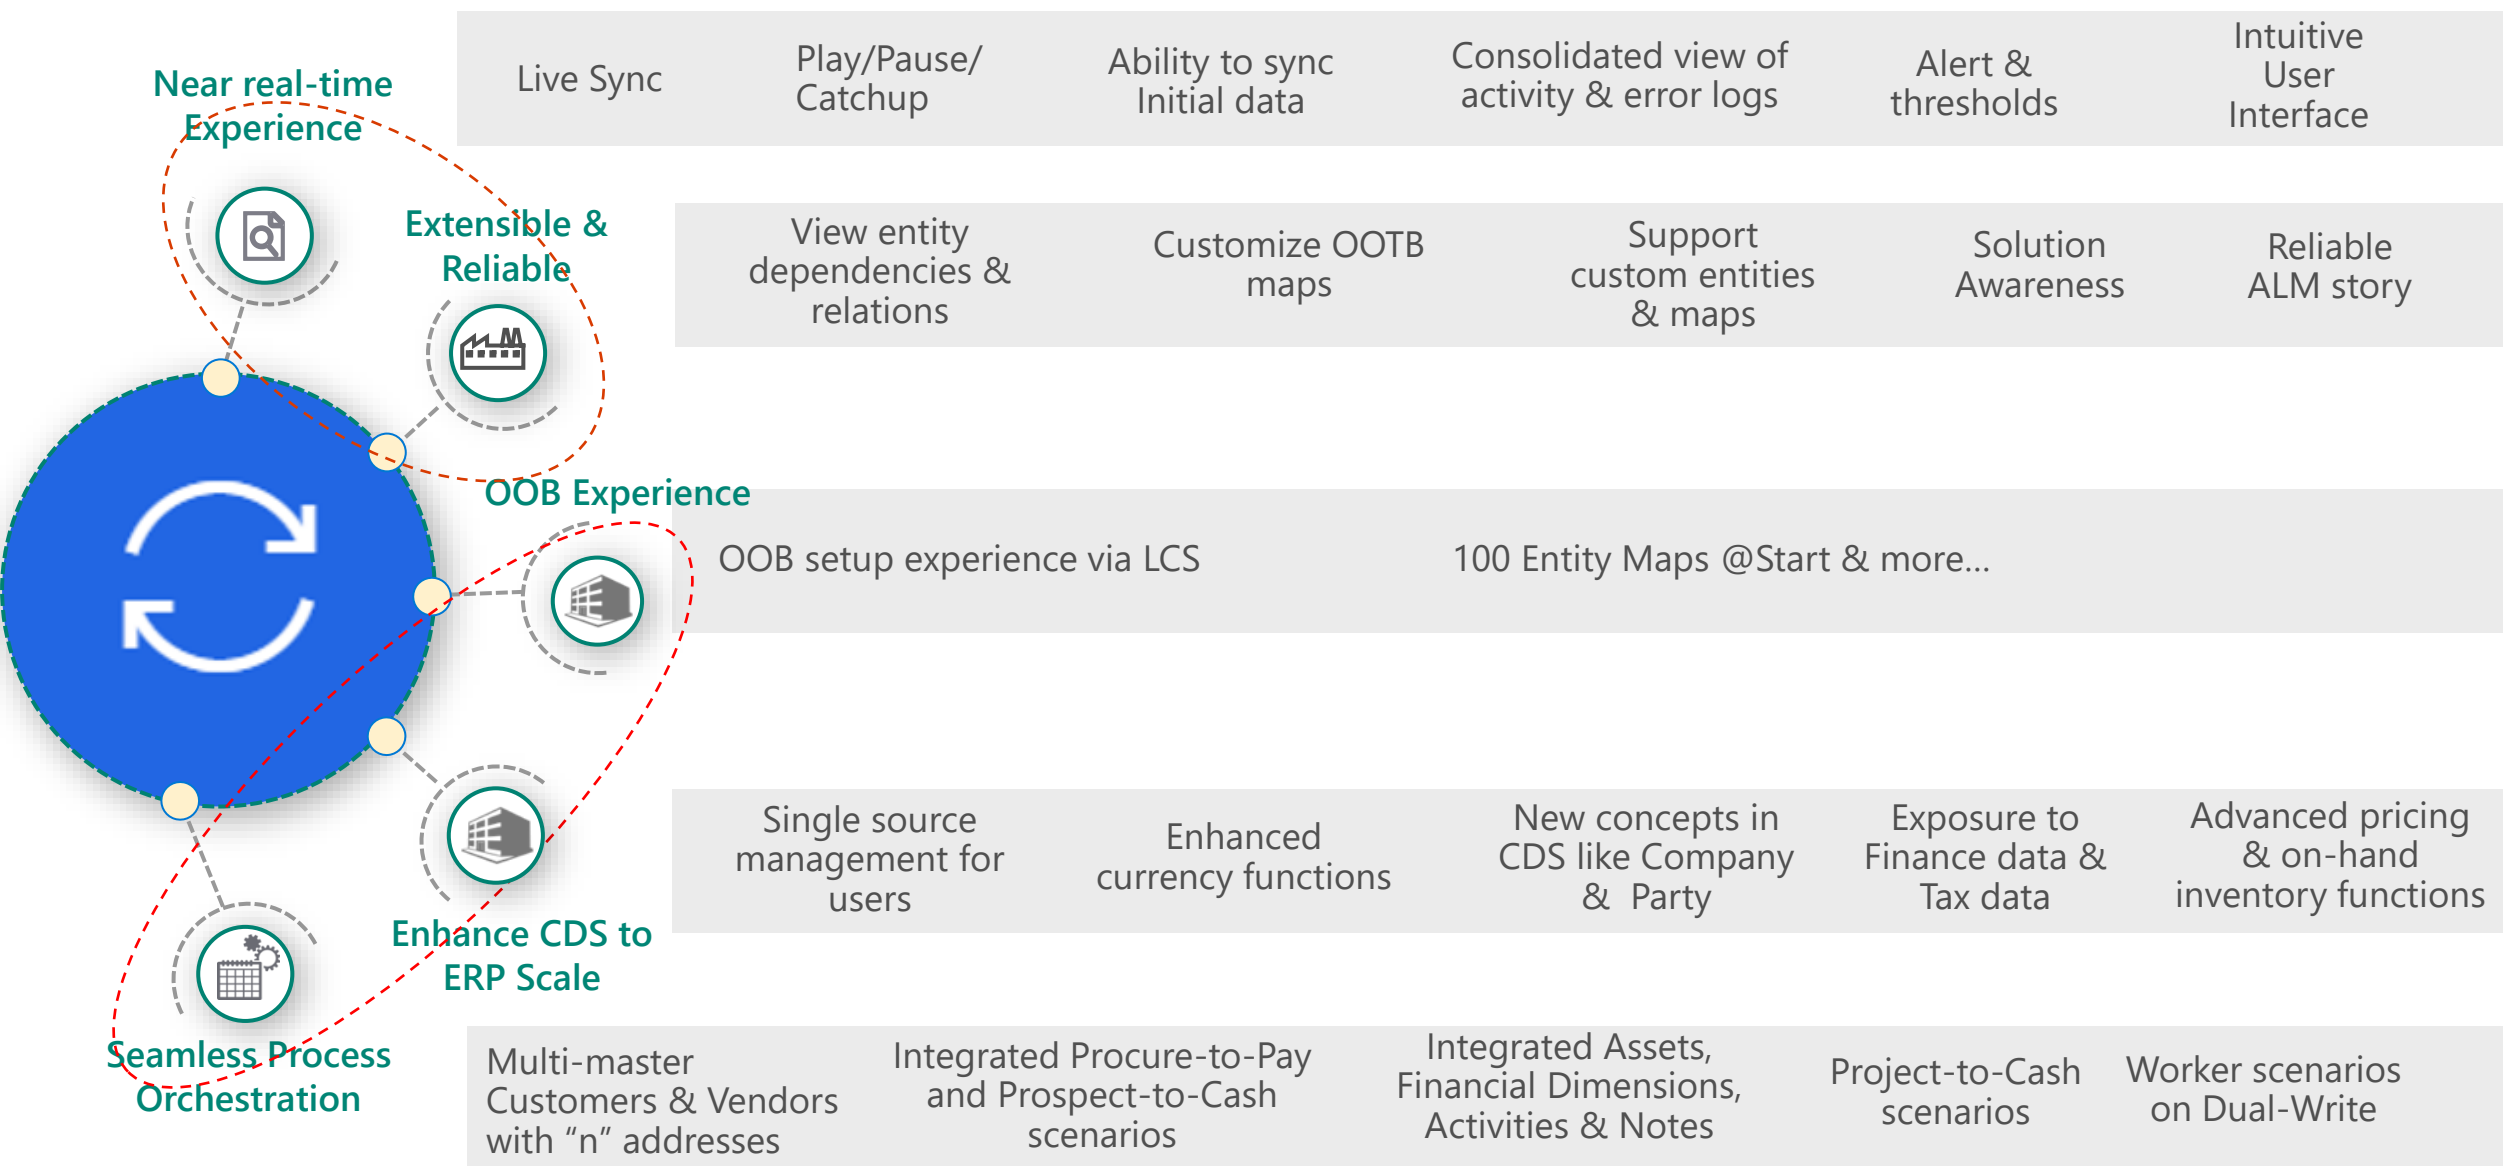 Near real-time
Experience
Live Sync
Play/Pause/
Catchup
Ability to sync
Initial data
Consolidated view of
activity & error logs
Alert &
thresholds
Intuitive
User
Interface
Extensible &
Reliable
View entity
dependencies &
relations
Customize OOTB
maps
Support
custom entities
& maps
Solution
Awareness
Reliable
ALM story
OOB Experience
OOB setup experience via LCS
100 Entity Maps @Start & more...
Enhance CDS to
ERP Scale
Single source
management for
users
Enhanced
currency functions
New concepts in
CDS like Company
& Party
Exposure to
Finance data &
Tax data
Advanced pricing
& on-hand
inventory functions
Seamless Process
Orchestration
Multi-master
Customers & Vendors
with “n” addresses
Integrated Procure-to-Pay
and Prospect-to-Cash
scenarios
Integrated Assets,
Financial Dimensions,
Activities & Notes
Project-to-Cash
scenarios
Worker scenarios
on Dual-Write